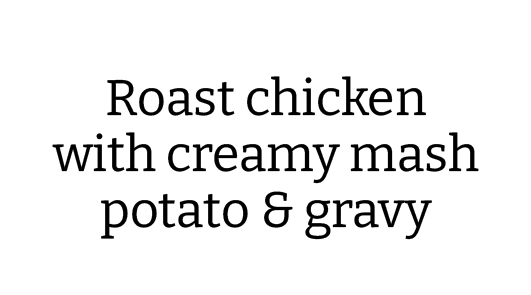 Roast chicken
with creamy mash
potato & gravy